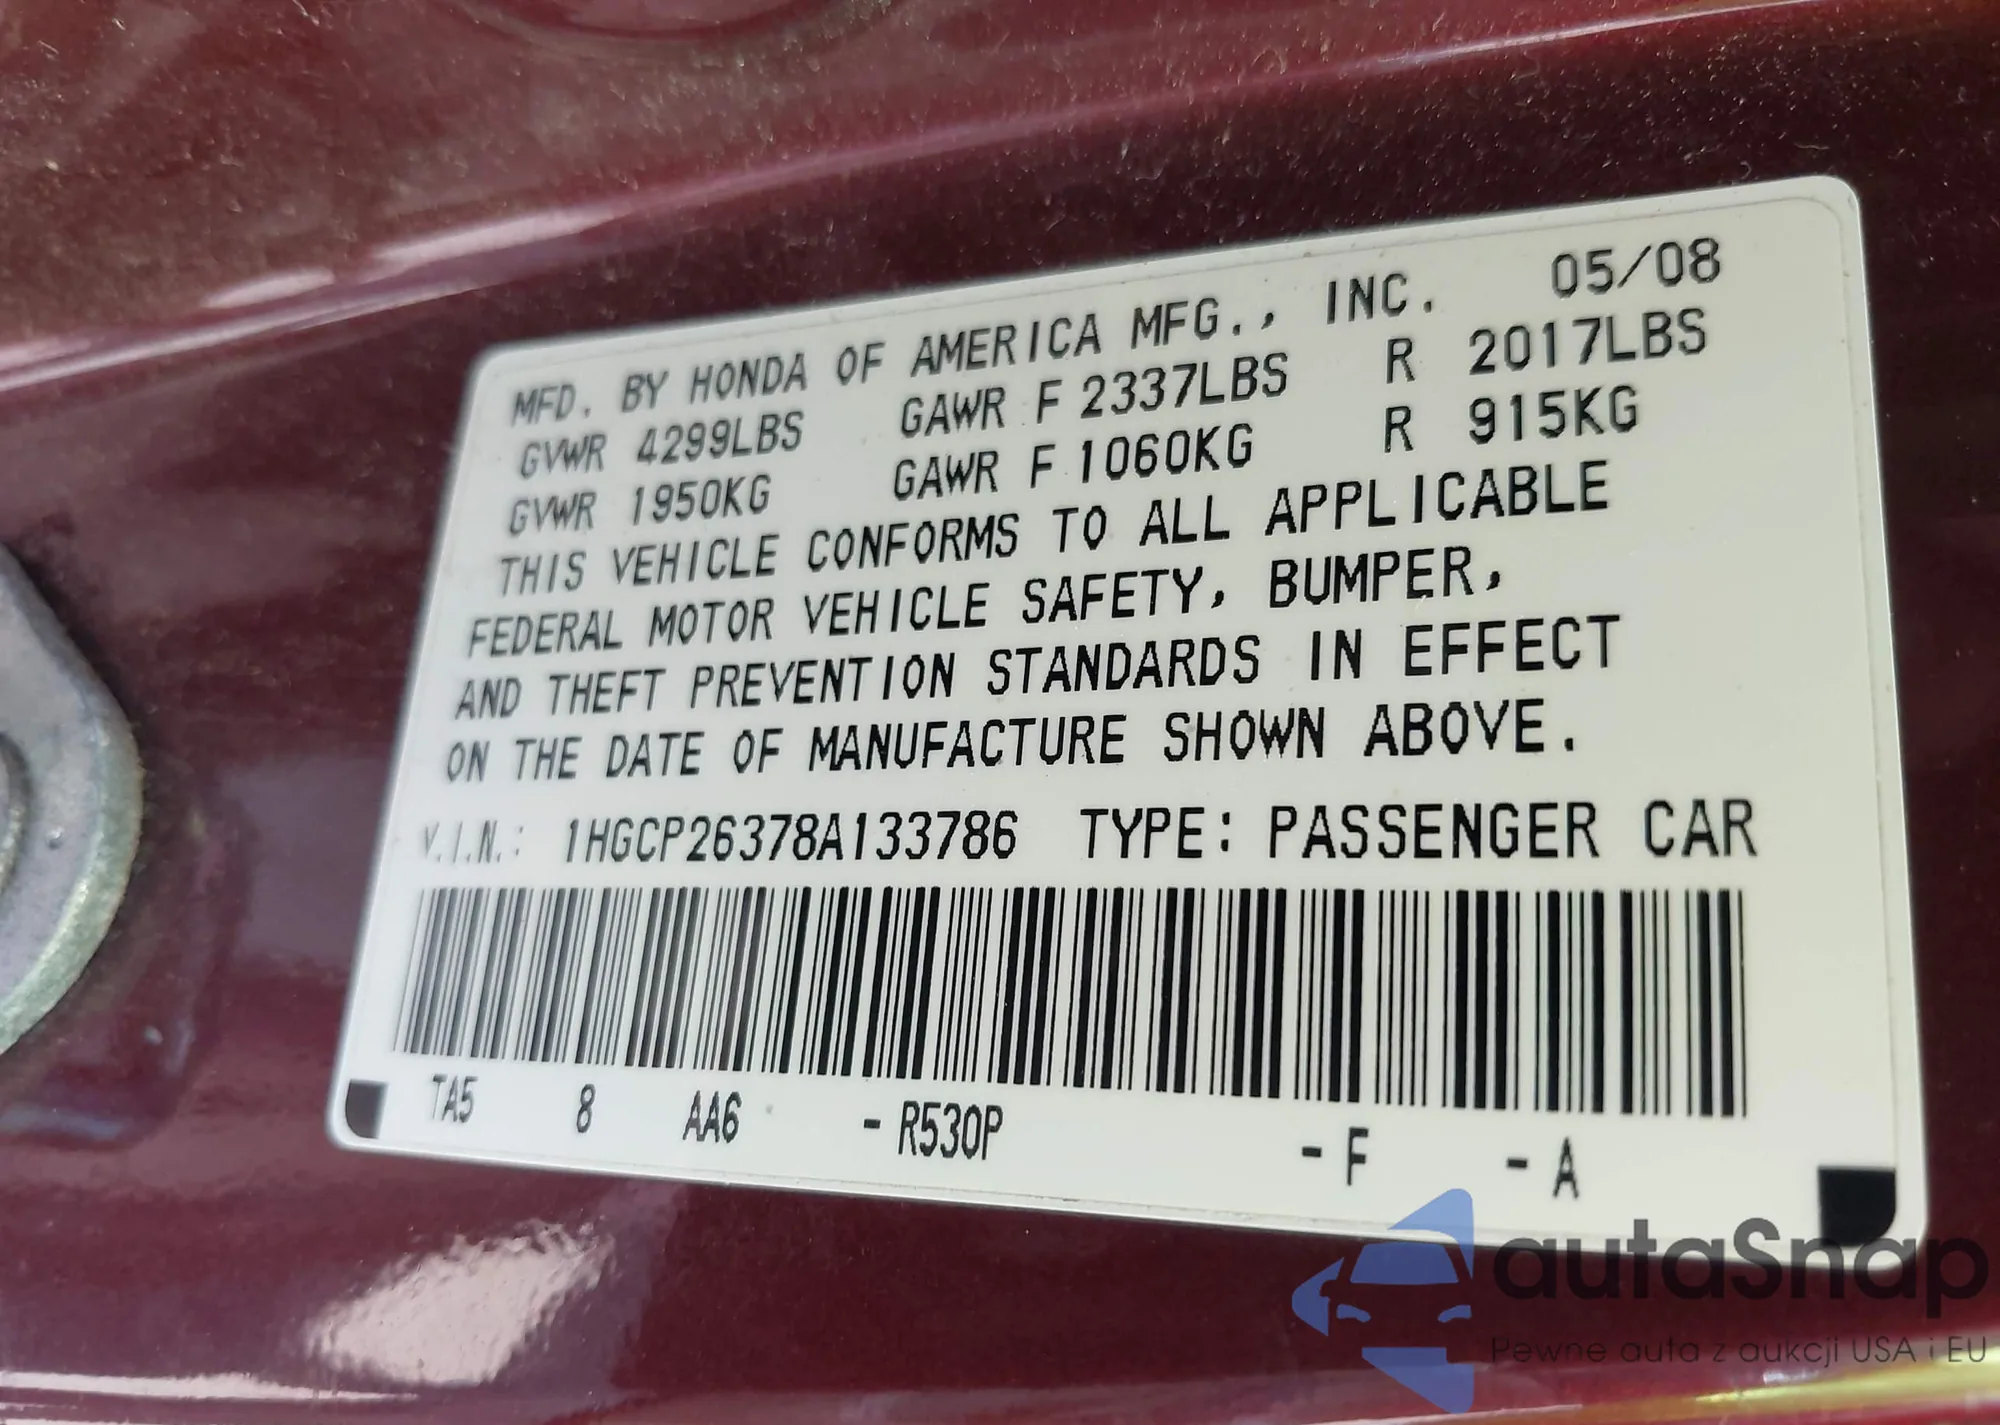 MFD. BY HONDA OF AMERICA MFG., INC. 05/08
GVWR 4299LBS GAWR F 2337LBS R 2017LBS
GVWR 1950KG GAWR F 1060KG R 915KG
THIS VEHICLE CONFORMS TO ALL APPLICABLE
FEDERAL MOTOR VEHICLE SAFETY, BUMPER,
AND THEFT PREVENTION STANDARDS IN EFFECT
ON THE DATE OF MANUFACTURE SHOWN ABOVE.
V.I.N.: 1HGCP26378A133786 TYPE: PASSENGER CAR
TA5 8 AA6 - R530P - F - A
autaSnap
Pewne auta z aukcji USA i EU